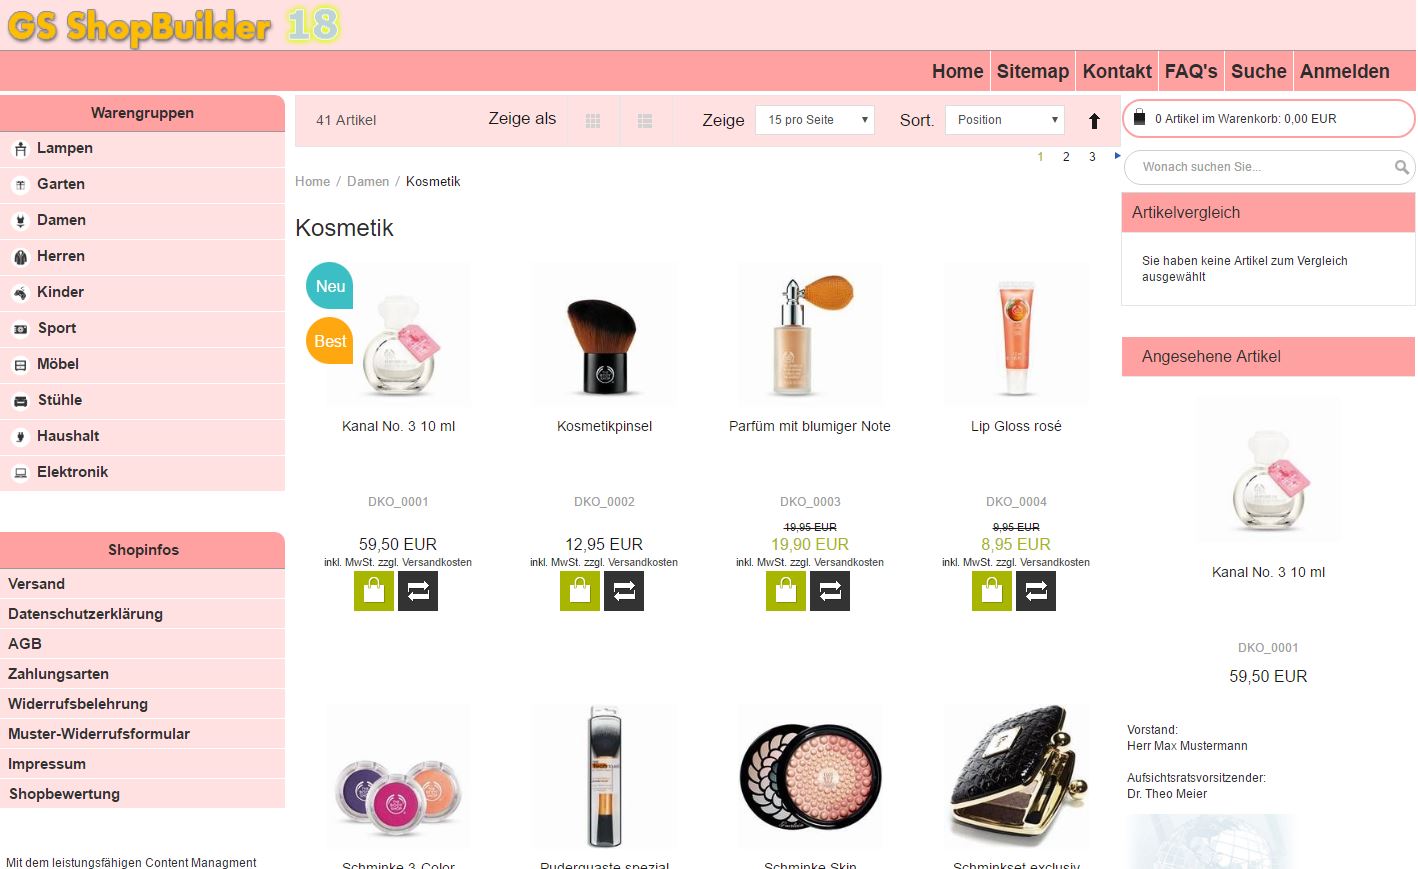 GS ShopBuilder 18
Home
Sitemap
Kontakt
FAQ's
Suche
Anmelden
Warengruppen
Lampen
Garten
Damen
Herren
Kinder
Sport
Möbel
Stühle
Haushalt
Elektronik
Shopinfos
Versand
Datenschutzerklärung
AGB
Zahlungsarten
Widerrufsbelehrung
Muster-Widerrufsformular
Impressum
Shopbewertung
Mit dem leistungsfähigen Content Managment
41 Artikel
Zeige als
Zeige
15 pro Seite
Sort.
Position
1 2 3
Home / Damen / Kosmetik
Kosmetik
Neu
Best
Kanal No. 3 10 ml
DKO_0001
59,50 EUR
inkl. MwSt. zzgl. Versandkosten
Kosmetikpinsel
DKO_0002
12,95 EUR
inkl. MwSt. zzgl. Versandkosten
Parfüm mit blumiger Note
DKO_0003
19,95 EUR
19,90 EUR
inkl. MwSt. zzgl. Versandkosten
Lip Gloss rosé
DKO_0004
9,95 EUR
8,95 EUR
inkl. MwSt. zzgl. Versandkosten
Schminke 3-Color
Puderquaste spezial
Schminke Skin
Schminkset exclusiv
0 Artikel im Warenkorb: 0,00 EUR
Wonach suchen Sie...
Artikelvergleich
Sie haben keine Artikel zum Vergleich
ausgewählt
Angesehene Artikel
Kanal No. 3 10 ml
DKO_0001
59,50 EUR
Vorstand:
Herr Max Mustermann
Aufsichtsratsvorsitzender:
Dr. Theo Meier